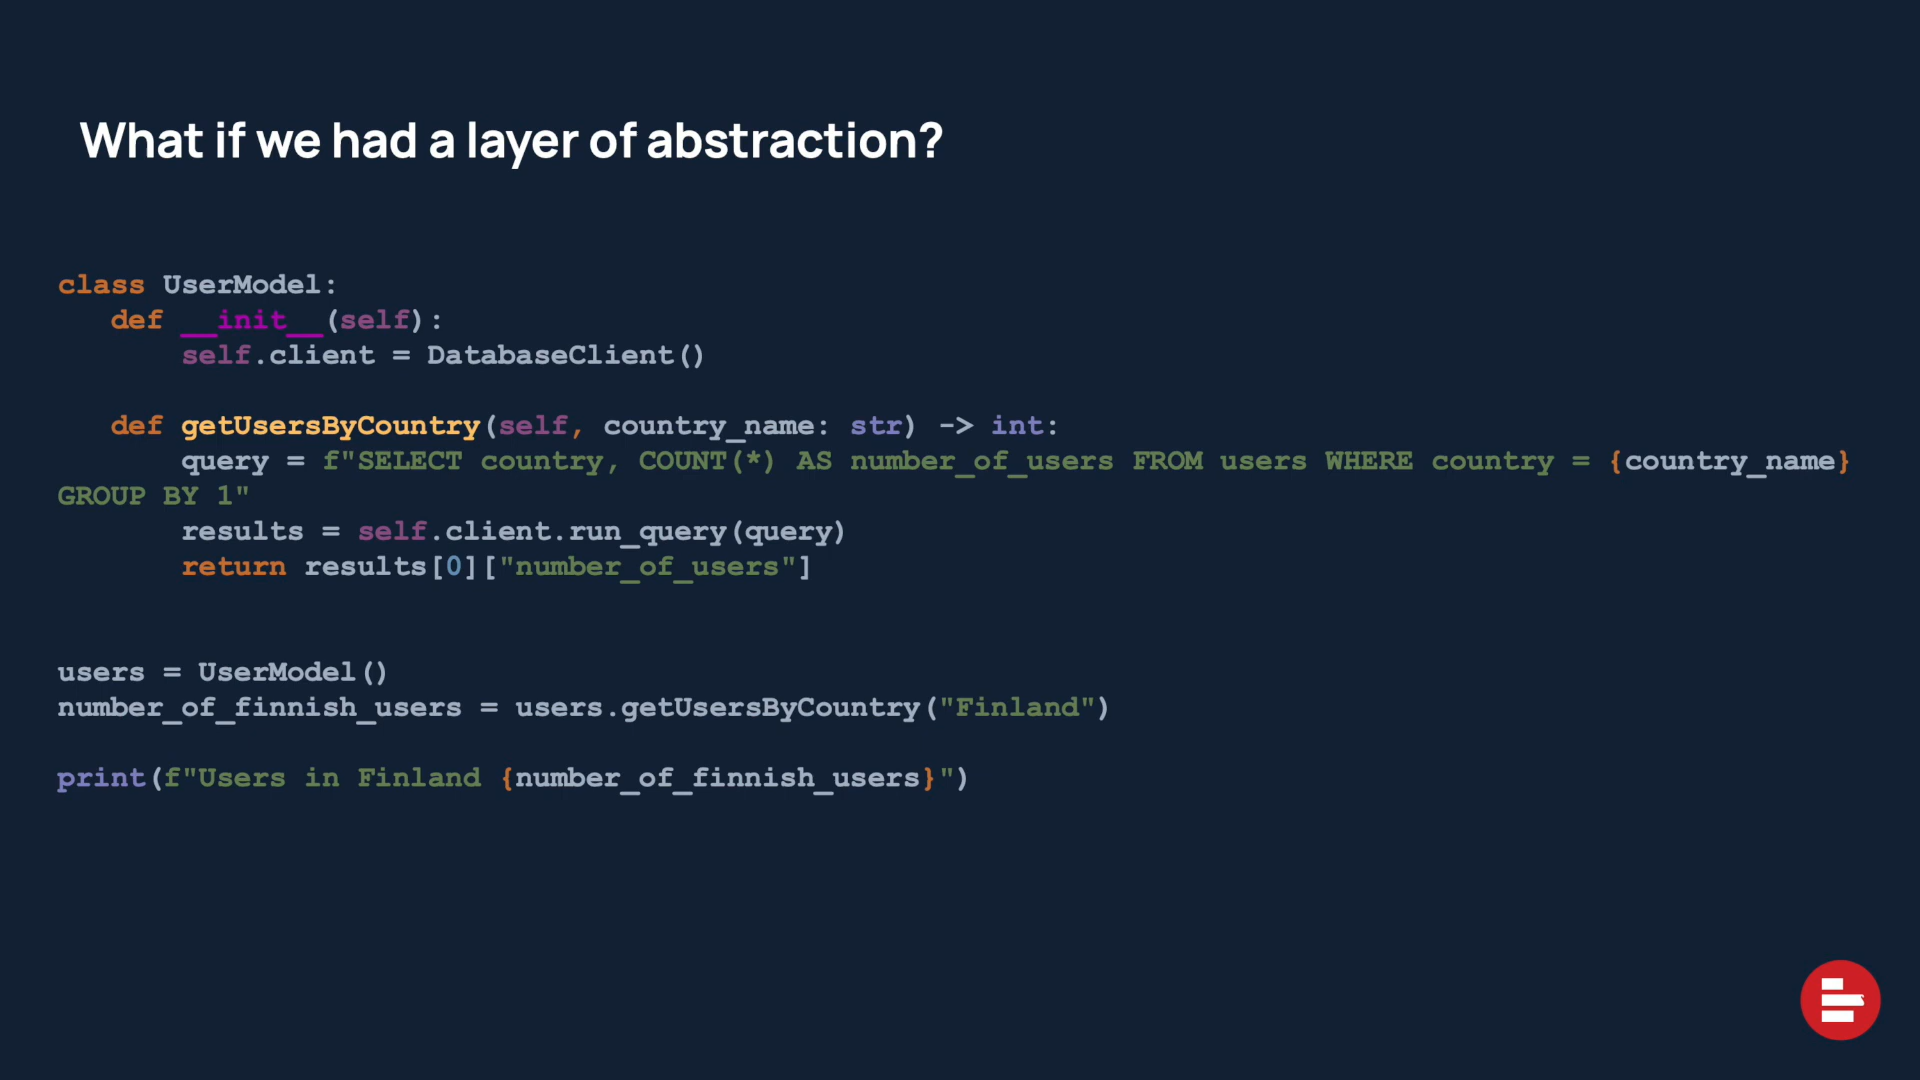 What if we had a layer of abstraction?
class UserModel:
   def __init__(self):
       self.client = DatabaseClient()
   def getUsersByCountry(self, country_name: str) -> int:
       query = f"SELECT country, COUNT(*) AS number_of_users FROM users WHERE country = {country_name}
GROUP BY 1"
       results = self.client.run_query(query)
       return results[0]["number_of_users"]
users = UserModel()
number_of_finnish_users = users.getUsersByCountry("Finland")
print(f"Users in Finland {number_of_finnish_users}")